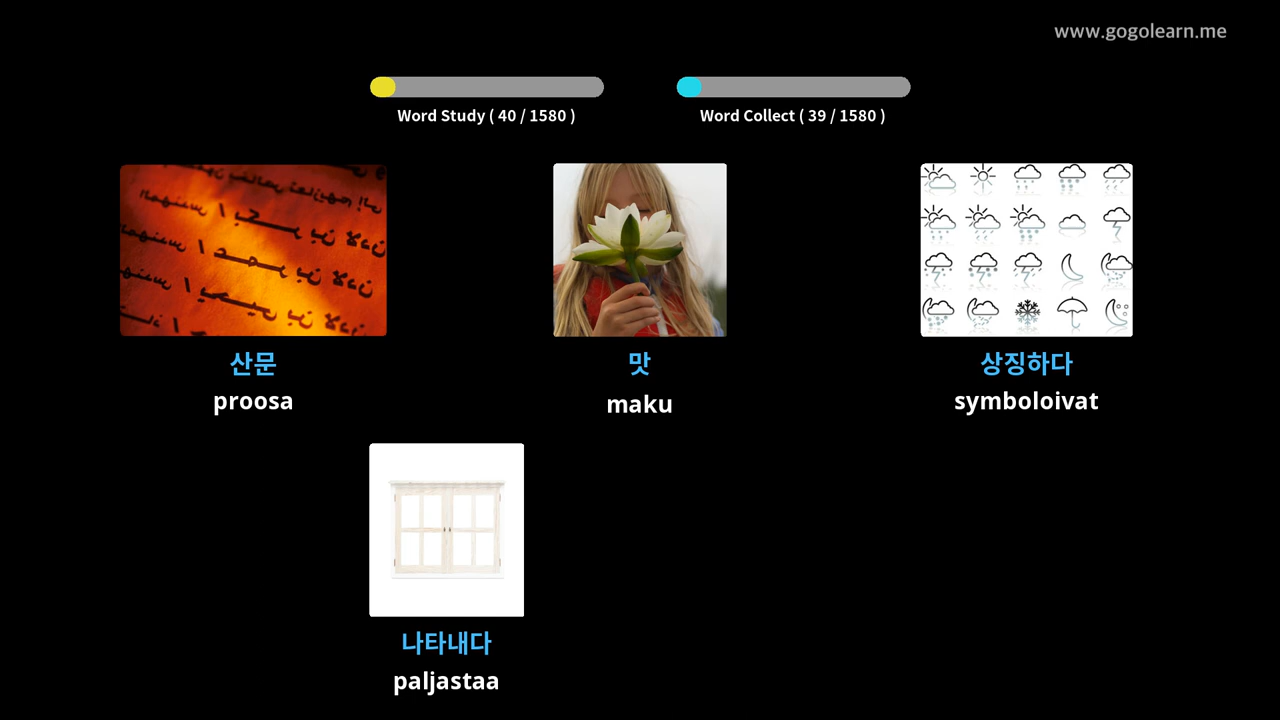 www.gogolearn.me
Word Study ( 40 / 1580 )
Word Collect ( 39 / 1580 )
산문
proosa
맛
maku
상징하다
symboloivat
나타내다
paljastaa